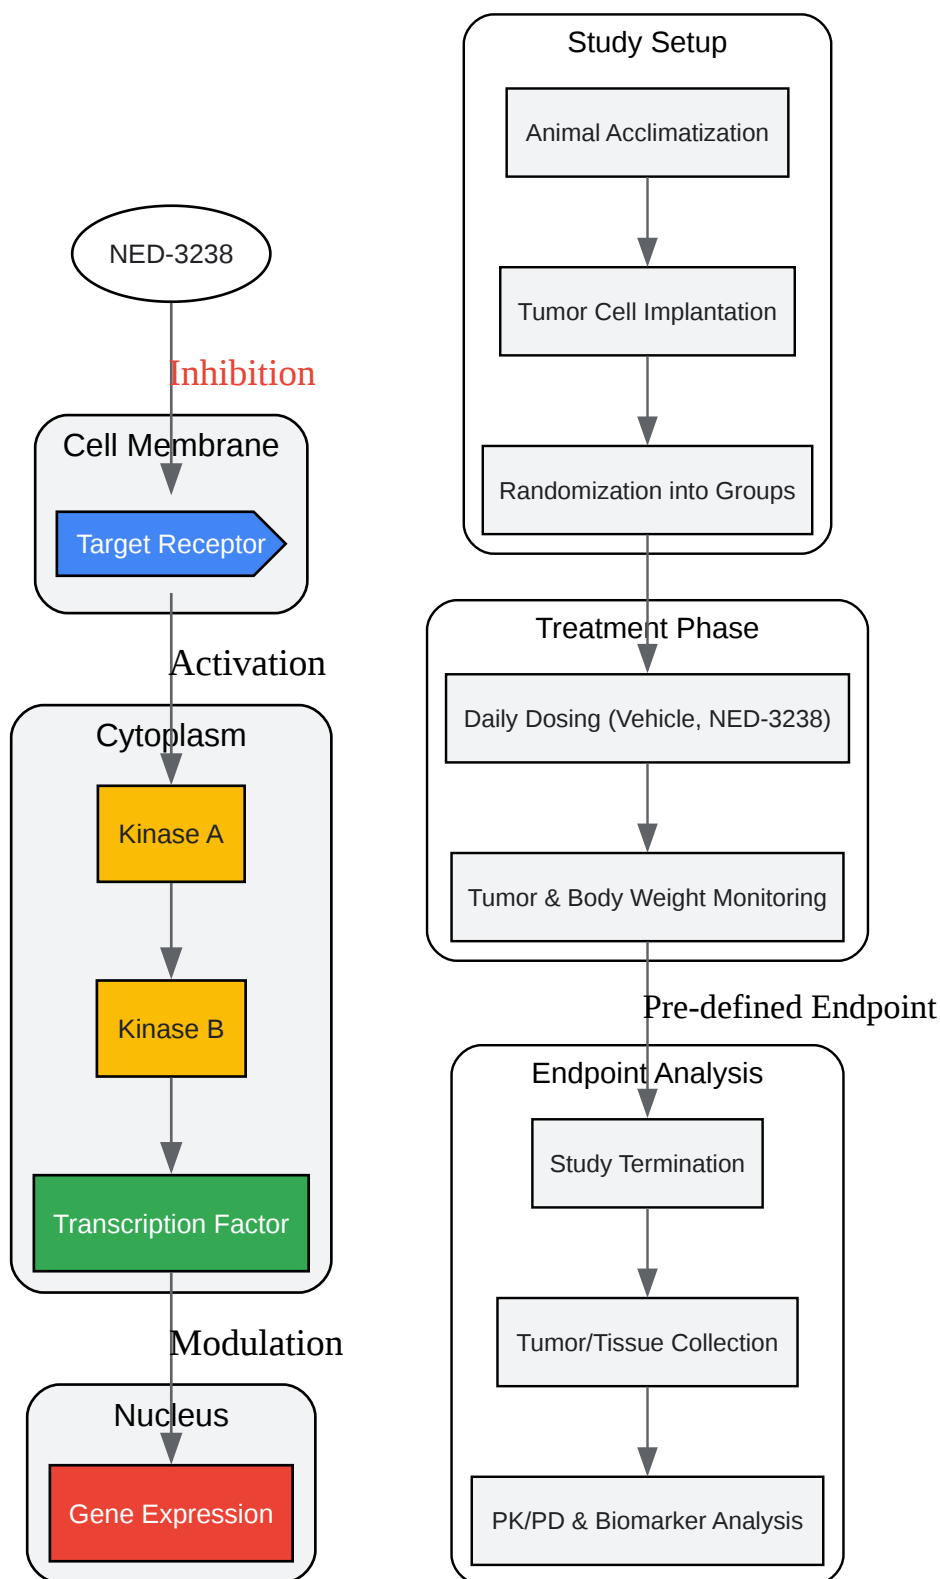 NED-3238
Inhibition
Cell Membrane
Target Receptor
Activation
Cytoplasm
Kinase A
Kinase B
Transcription Factor
Modulation
Nucleus
Gene Expression
Study Setup
Animal Acclimatization
Tumor Cell Implantation
Randomization into Groups
Treatment Phase
Daily Dosing (Vehicle, NED-3238)
Tumor & Body Weight Monitoring
Pre-defined Endpoint
Endpoint Analysis
Study Termination
Tumor/Tissue Collection
PK/PD & Biomarker Analysis